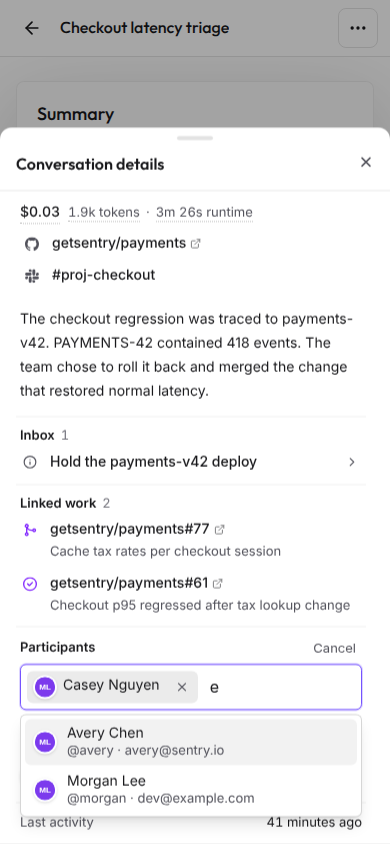 Checkout latency triage
Summary
Conversation details
$0.03 1.9k tokens · 3m 26s runtime
getsentry/payments
#proj-checkout
The checkout regression was traced to payments-
v42. PAYMENTS-42 contained 418 events. The
team chose to roll it back and merged the change
that restored normal latency.
Inbox 1
Hold the payments-v42 deploy
Linked work 2
getsentry/payments#77
Cache tax rates per checkout session
getsentry/payments#61
Checkout p95 regressed after tax lookup change
Participants Cancel
ML Casey Nguyen e
ML Avery Chen
@avery · avery@sentry.io
ML Morgan Lee
@morgan · dev@example.com
Last activity 41 minutes ago